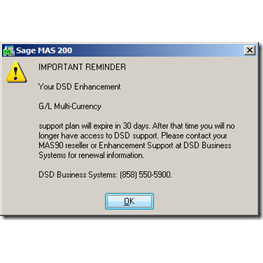 Sage MAS 200
IMPORTANT REMINDER
Your DSD Enhancement
G/L Multi-Currency
support plan will expire in 30 days. After that time you will no
longer have access to DSD support. Please contact your
MAS90 reseller or Enhancement Support at DSD Business
Systems for renewal information.
DSD Business Systems: (858) 550-5900.
OK